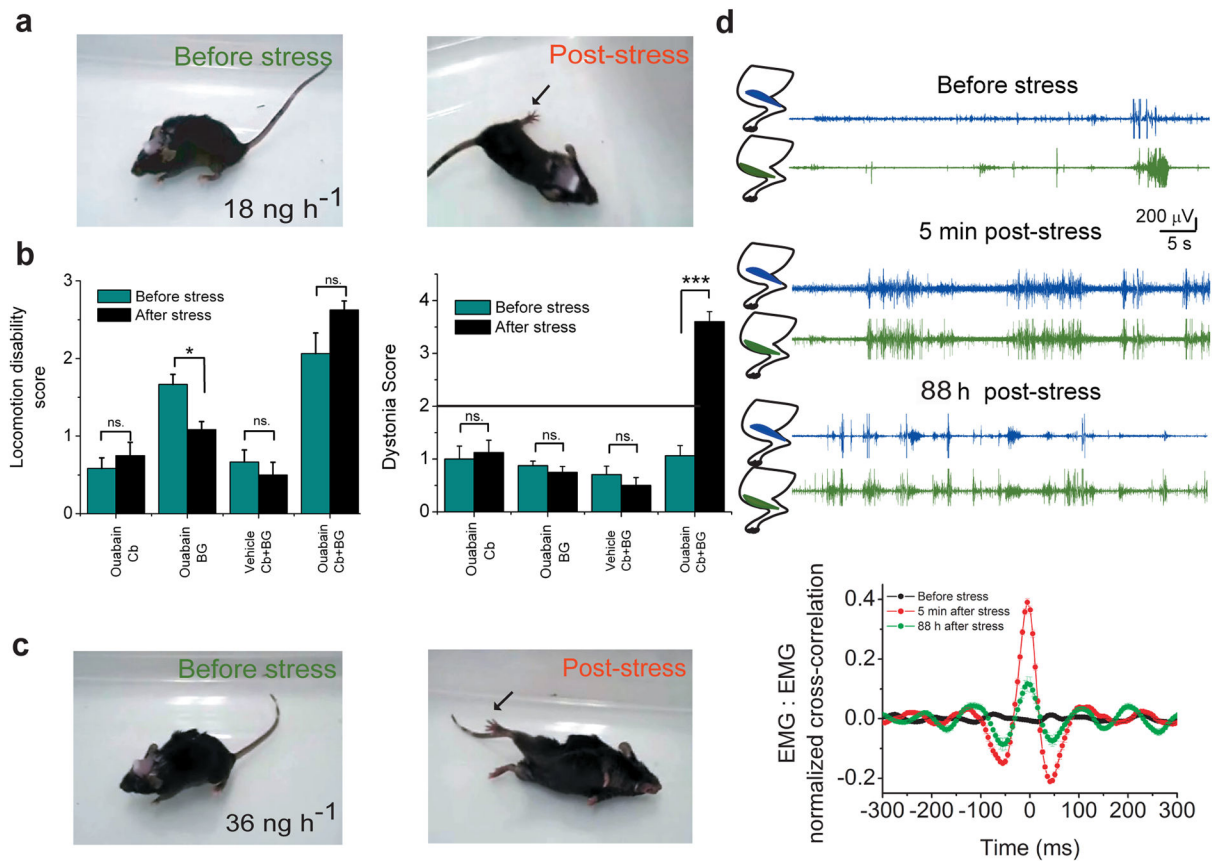 a
Before stress
18 ng h-1
Post-stress
b
Locomotion disability
score
3
2
1
0
Before stress
After stress
ns.
*
ns.
ns.
Ouabain
Cb
Ouabain
BG
Vehicle
Cb+BG
Ouabain
Cb+BG
Dystonia Score
4
3
2
1
0
Before stress
After stress
ns.
ns.
ns.
***
Ouabain
Cb
Ouabain
BG
Vehicle
Cb+BG
Ouabain
Cb+BG
c
Before stress
36 ng h-1
Post-stress
d
Before stress
200 μV
5 s
5 min post-stress
88 h post-stress
EMG : EMG
normalized cross-correlation
0.4
0.2
0.0
-0.2
Before stress
5 min after stress
88 h after stress
-300 -200 -100 0 100 200 300
Time (ms)